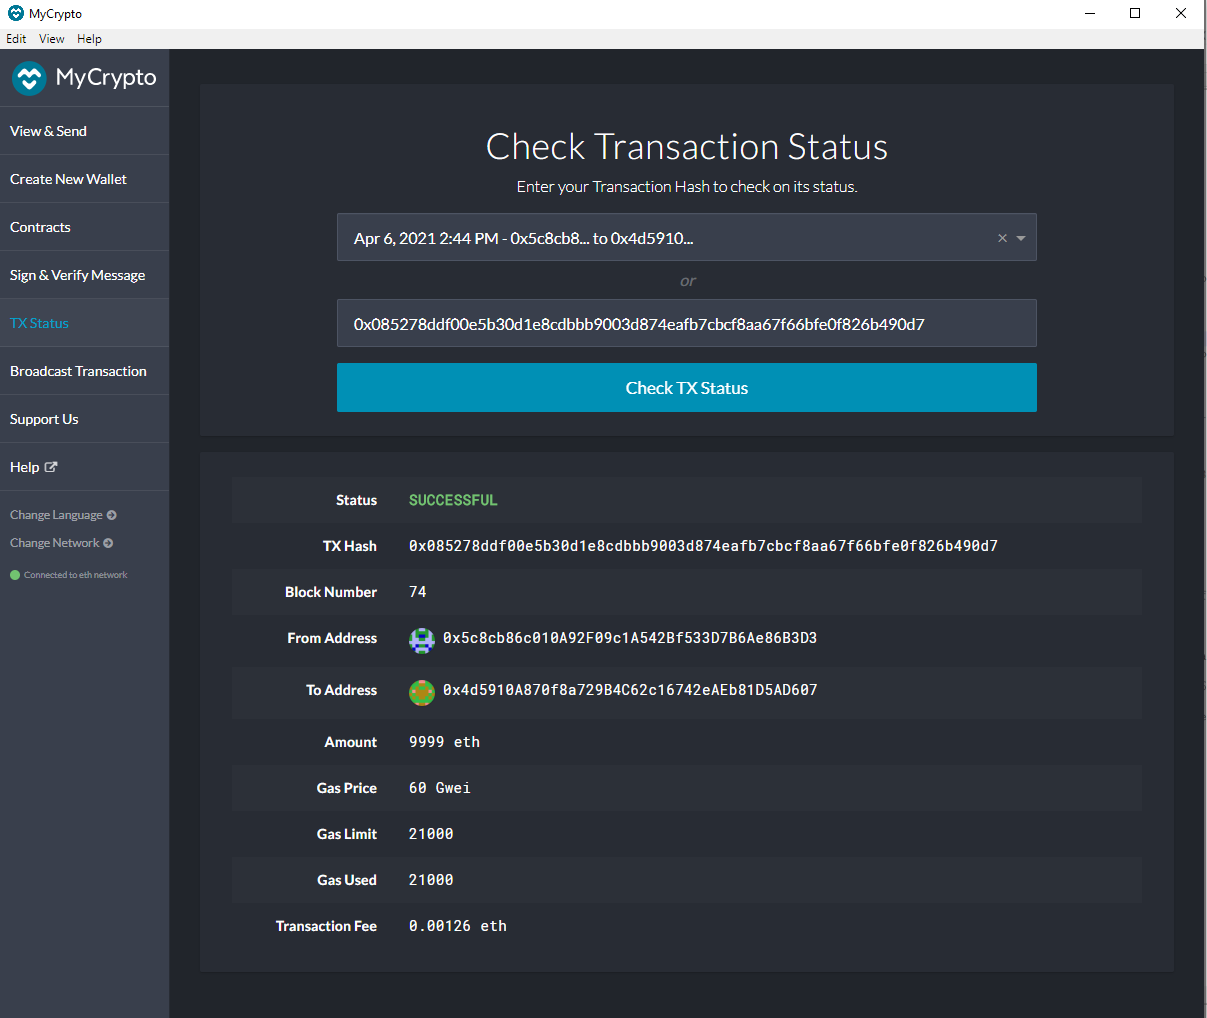 MyCrypto
Edit View Help
MyCrypto
View & Send
Create New Wallet
Contracts
Sign & Verify Message
TX Status
Broadcast Transaction
Support Us
Help
Change Language
Change Network
Connected to eth network
Check Transaction Status
Enter your Transaction Hash to check on its status.
Apr 6, 2021 2:44 PM - 0x5c8cb8... to 0x4d5910...
or
0x085278ddf00e5b30d1e8cdbbb9003d874eafb7cbcf8aa67f66bfe0f826b490d7
Check TX Status
Status SUCCESSFUL
TX Hash 0x085278ddf00e5b30d1e8cdbbb9003d874eafb7cbcf8aa67f66bfe0f826b490d7
Block Number 74
From Address 0x5c8cb86c010A92F09c1A542Bf533D7B6Ae86B3D3
To Address 0x4d5910A870f8a729B4C62c16742eAEb81D5AD607
Amount 9999 eth
Gas Price 60 Gwei
Gas Limit 21000
Gas Used 21000
Transaction Fee 0.00126 eth